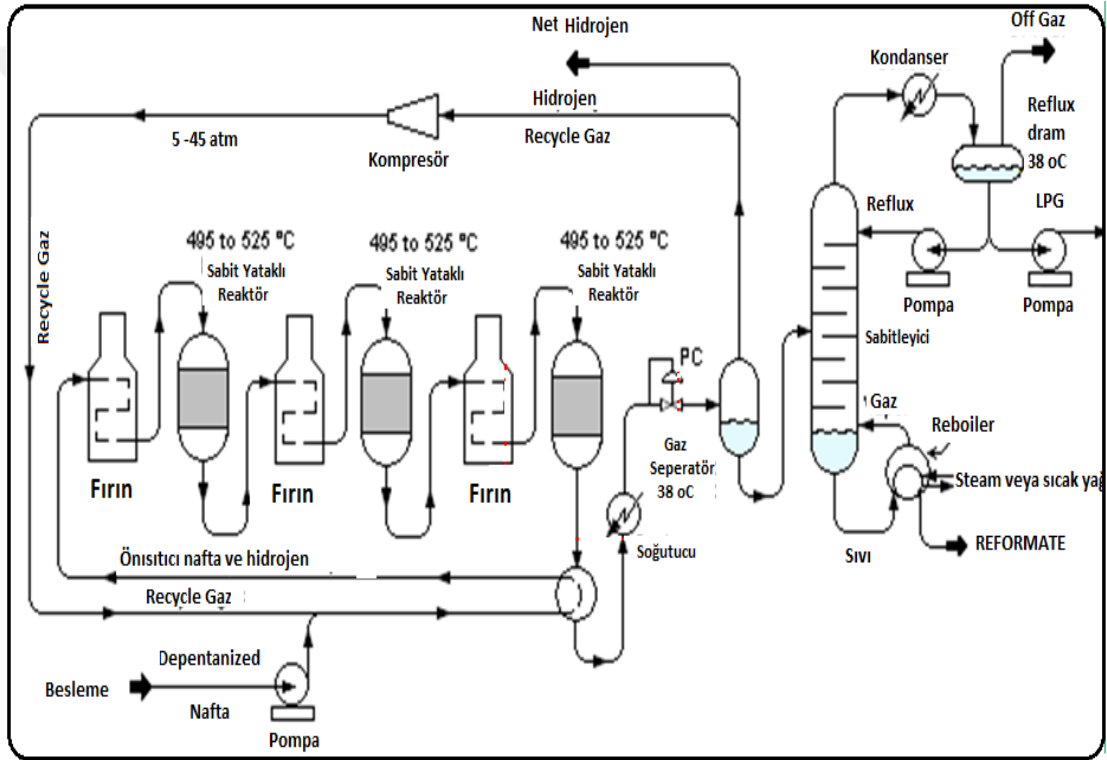 Net Hidrojen
Off Gaz
Kondanser
Hidrojen
Recycle Gaz
Reflux
dram
38 oC
5 -45 atm
Kompresör
Reflux
LPG
Pompa
Pompa
Recycle Gaz
495 to 525 °C
Sabit Yataklı
Reaktör
495 to 525 °C
Sabit Yataklı
Reaktör
495 to 525 °C
Sabit Yataklı
Reaktör
Sabitleyici
PC
Gaz
Reboiler
Gaz
Seperatör
38 oC
Steam veya sıcak yağ
Fırın
Fırın
Fırın
Soğutucu
Sıvı
REFORMATE
Önısıtıcı nafta ve hidrojen
Recycle Gaz
Depentanized
Besleme
Nafta
Pompa